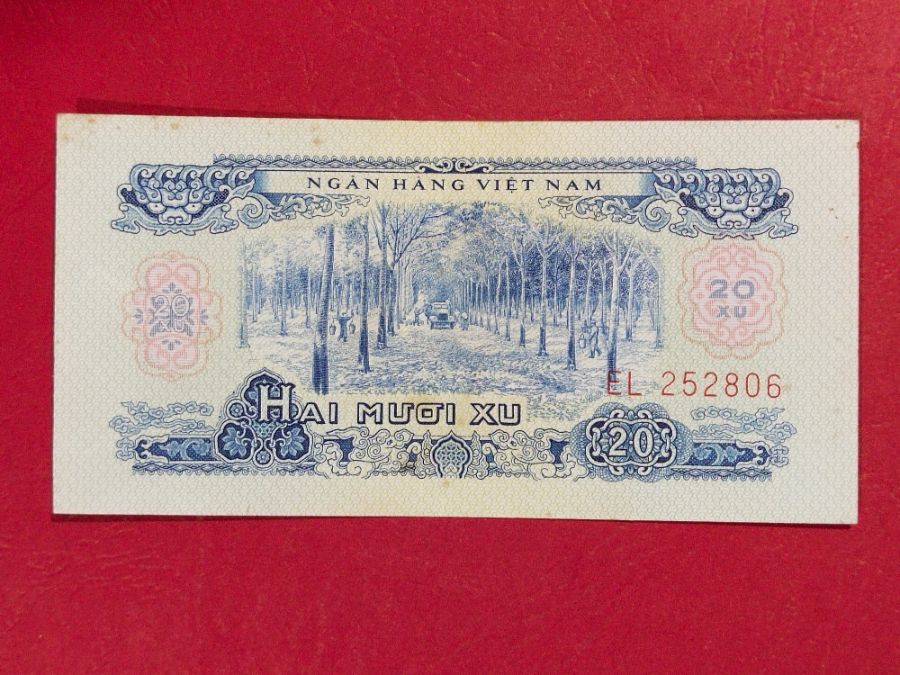 NGÂN HÀNG VIỆT NAM
20
20
XU
EL 252806
HAI MƯƠI XU
20